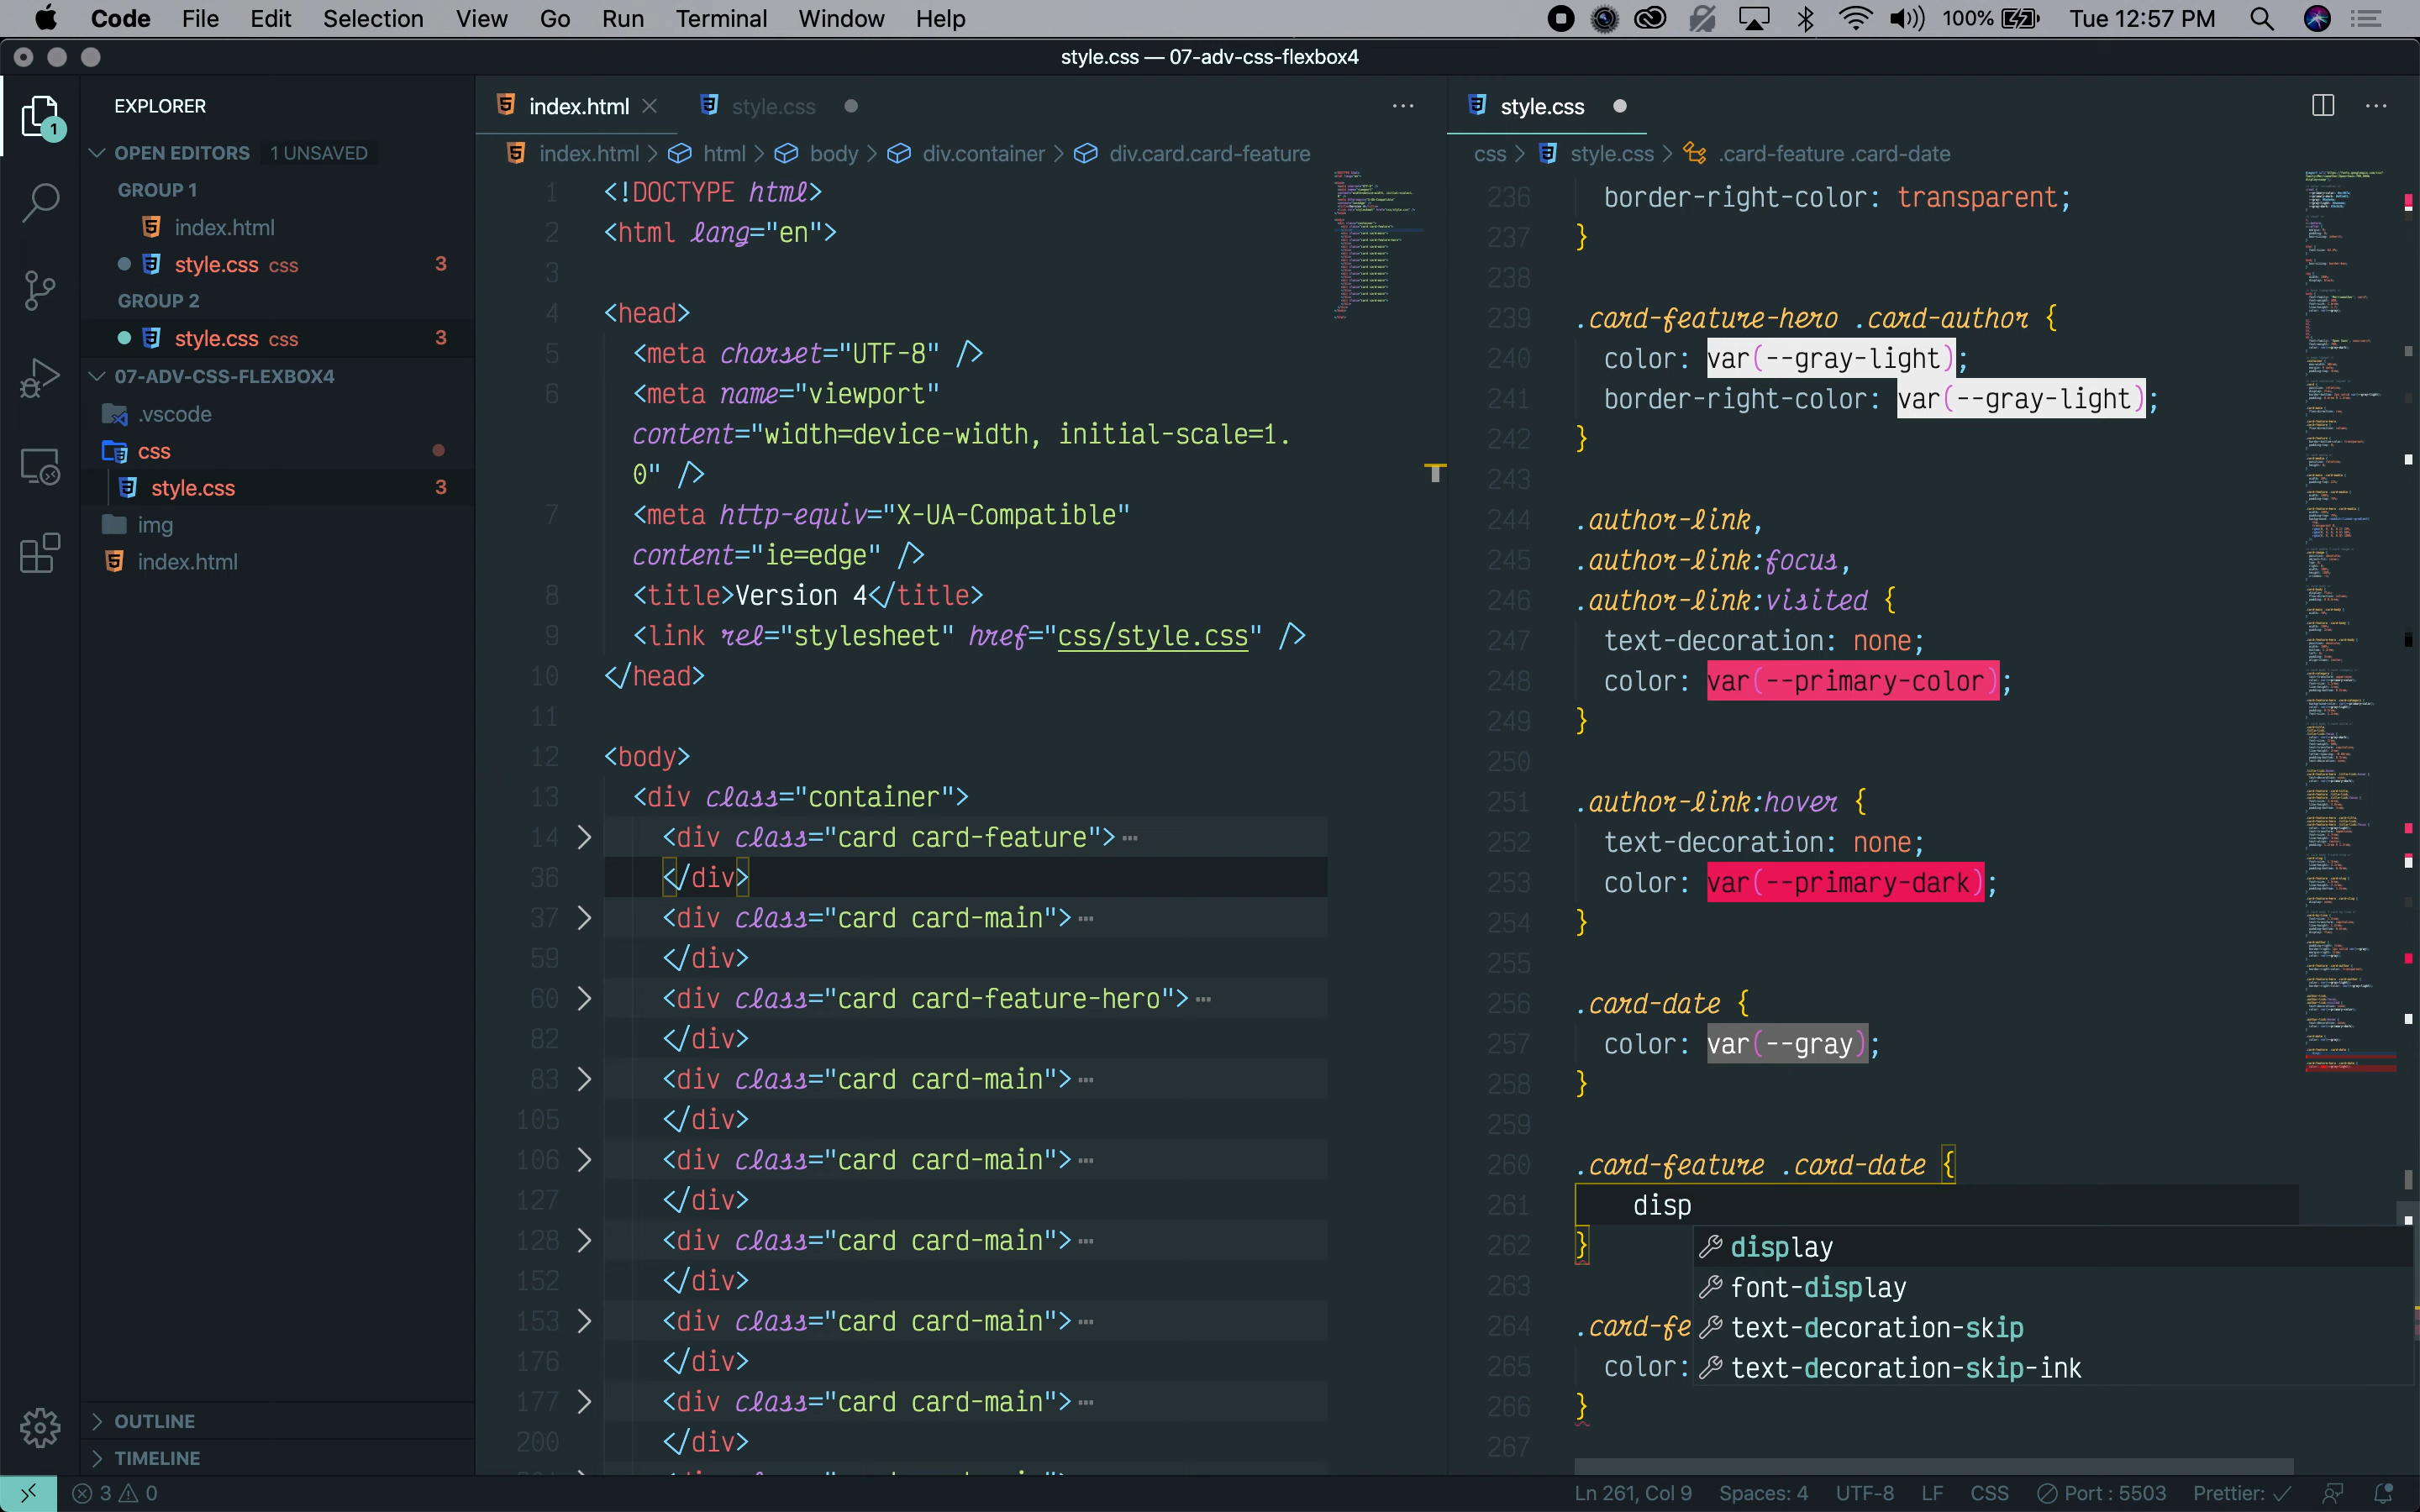 Code File Edit Selection View Go Run Terminal Window Help 100% Tue 12:57 PM
style.css — 07-adv-css-flexbox4
EXPLORER
OPEN EDITORS 1 UNSAVED
GROUP 1
index.html
style.css css 3
GROUP 2
style.css css 3
07-ADV-CSS-FLEXBOX4
.vscode
css
style.css 3
img
index.html
OUTLINE
TIMELINE
1
index.html style.css
index.html > html > body > div.container > div.card.card-feature
1 <!DOCTYPE html>
2 <html lang="en">
3
4 <head>
5 <meta charset="UTF-8" />
6 <meta name="viewport"
content="width=device-width, initial-scale=1.
0" />
7 <meta http-equiv="X-UA-Compatible"
content="ie=edge" />
8 <title>Version 4</title>
9 <link rel="stylesheet" href="css/style.css" />
10 </head>
11
12 <body>
13 <div class="container">
14 <div class="card card-feature">
36 </div>
37 <div class="card card-main">
59 </div>
60 <div class="card card-feature-hero">
82 </div>
83 <div class="card card-main">
105 </div>
106 <div class="card card-main">
127 </div>
128 <div class="card card-main">
152 </div>
153 <div class="card card-main">
176 </div>
177 <div class="card card-main">
200 </div>
style.css
css > style.css > .card-feature .card-date
236 border-right-color: transparent;
237 }
238
239 .card-feature-hero .card-author {
240 color: var(--gray-light);
241 border-right-color: var(--gray-light);
242 }
243
244 .author-link,
245 .author-link:focus,
246 .author-link:visited {
247 text-decoration: none;
248 color: var(--primary-color);
249 }
250
251 .author-link:hover {
252 text-decoration: none;
253 color: var(--primary-dark);
254 }
255
256 .card-date {
257 color: var(--gray);
258 }
259
260 .card-feature .card-date {
261 disp
262 }
263
264 .card-fe
265 color:
266 }
267
display
font-display
text-decoration-skip
text-decoration-skip-ink
3 0 Ln 261, Col 9 Spaces: 4 UTF-8 LF CSS Port : 5503 Prettier: ✓